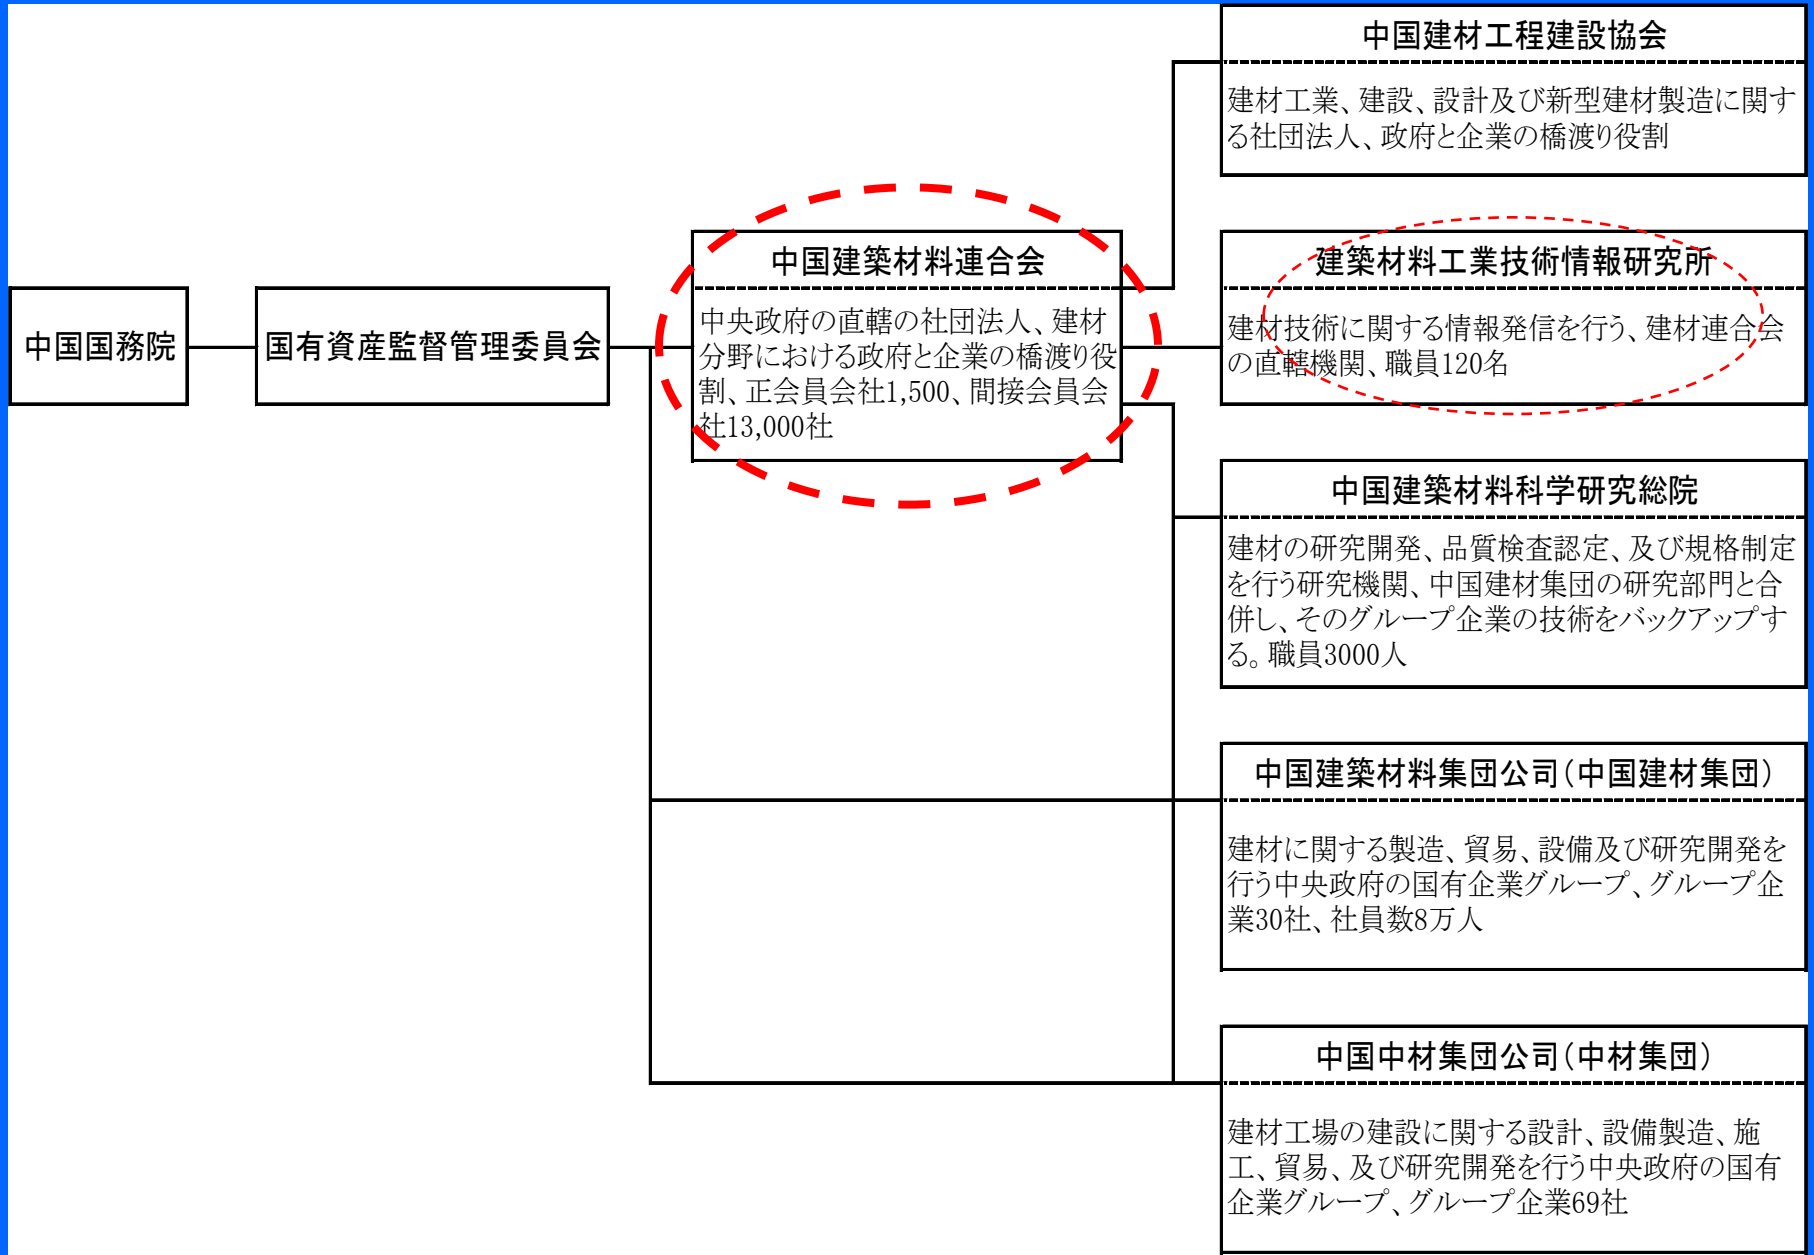 中国国務院
国有資産監督管理委員会
中国建築材料連合会
中央政府の直轄の社団法人、建材
分野における政府と企業の橋渡り役
割、正会員会社1,500、間接会員会
社13,000社
中国建材工程建設協会
建材工業、建設、設計及び新型建材製造に関す
る社団法人、政府と企業の橋渡り役割
建築材料工業技術情報研究所
建材技術に関する情報発信を行う、建材連合会
の直轄機関、職員120名
中国建築材料科学研究総院
建材の研究開発、品質検査認定、及び規格制定
を行う研究機関、中国建材集団の研究部門と合
併し、そのグループ企業の技術をバックアップす
る。職員3000人
中国建築材料集団公司（中国建材集団）
建材に関する製造、貿易、設備及び研究開発を
行う中央政府の国有企業グループ、グループ企
業30社、社員数8万人
中国中材集団公司（中材集団）
建材工場の建設に関する設計、設備製造、施
工、貿易、及び研究開発を行う中央政府の国有
企業グループ、グループ企業69社